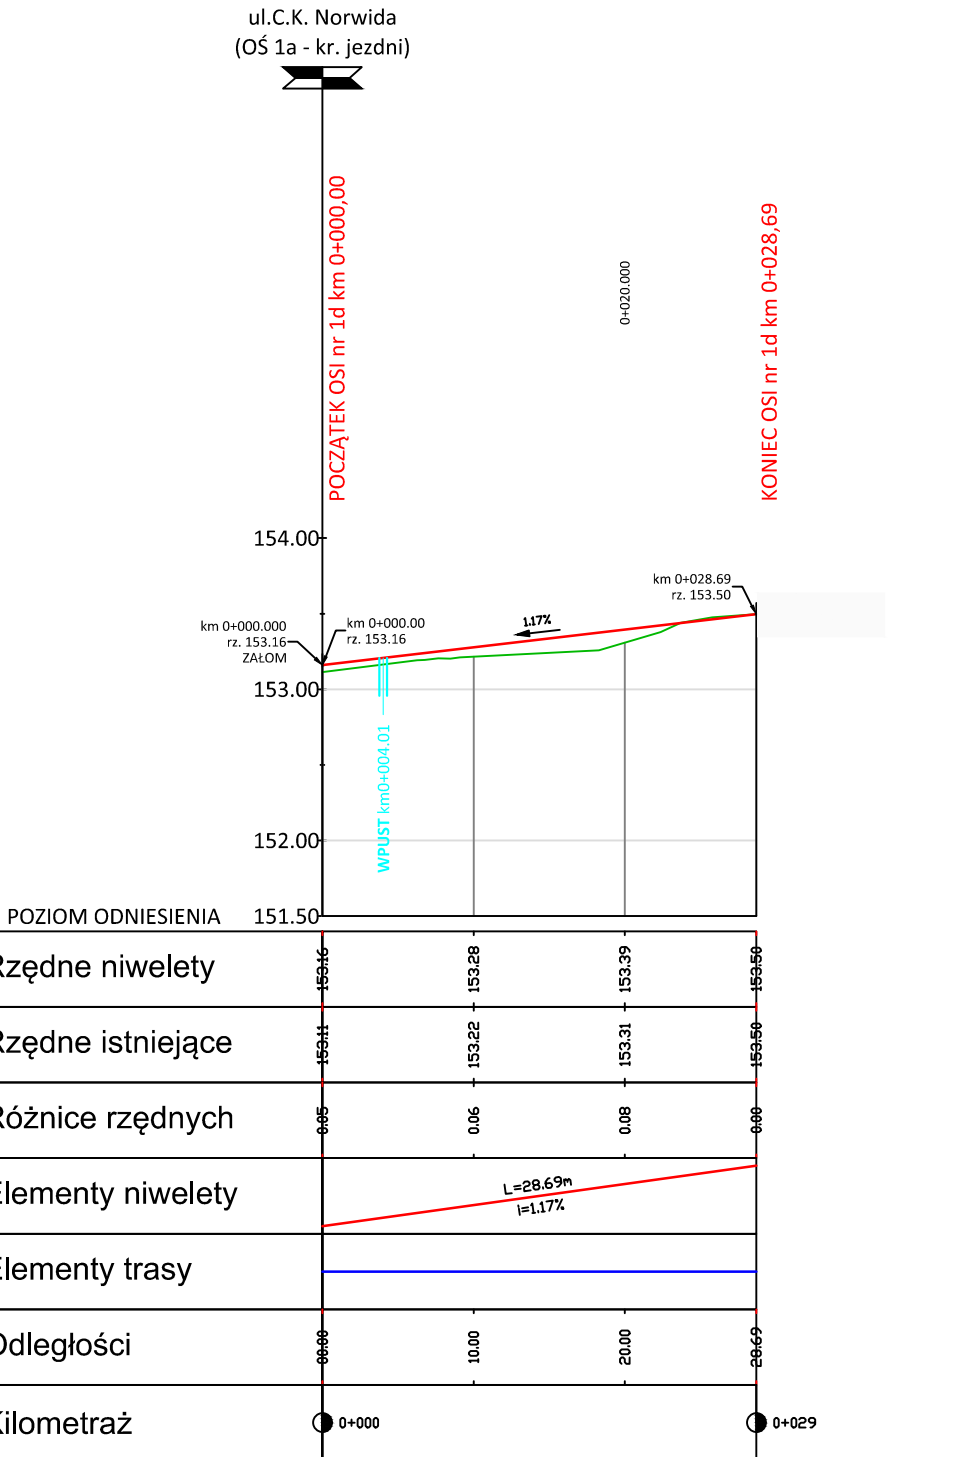 ul.C.K. Norwida
(OŚ 1a - kr. jezdni)
POCZĄTEK OSI nr 1d km 0+000,00
0+020.000
KONIEC OSI nr 1d km 0+028,69
154.00
km 0+028.69
rz. 153.50
1.17%
km 0+000.000
rz. 153.16
ZAŁOM
km 0+000.00
rz. 153.16
153.00
WPUST km0+004.01
152.00
POZIOM ODNIESIENIA 151.50
Rzędne niwelety 153.16 153.28 153.39 153.50
Rzędne istniejące 153.11 153.22 153.31 153.50
Różnice rzędnych 0.05 0.06 0.08 0.00
Elementy niwelety
L=28.69m
i=1.17%
Elementy trasy
Odległości 00.00 10.00 20.00 28.69
Kilometraż 0+000 0+029